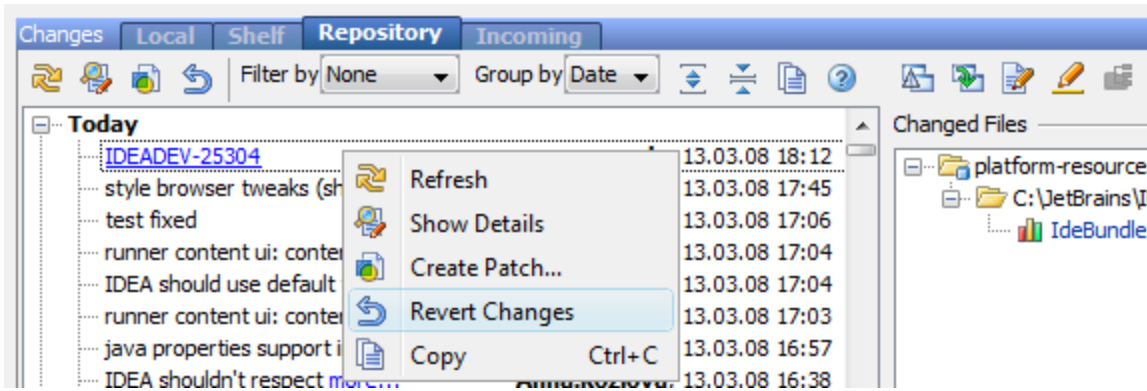 Changes Local Shelf Repository Incoming
Filter by None Group by Date
Today
IDEADEV-25304 13.03.08 18:12
style browser tweaks 13.03.08 17:45
test fixed 13.03.08 17:06
runner content ui: 13.03.08 17:04
IDEA should use default 13.03.08 17:04
runner content ui: 13.03.08 17:03
java properties support 13.03.08 16:57
IDEA shouldn't respect 13.03.08 16:38
Refresh
Show Details
Create Patch...
Revert Changes
Copy Ctrl+C
Changed Files
platform-resource
C:\JetBrains\I
IdeBundle